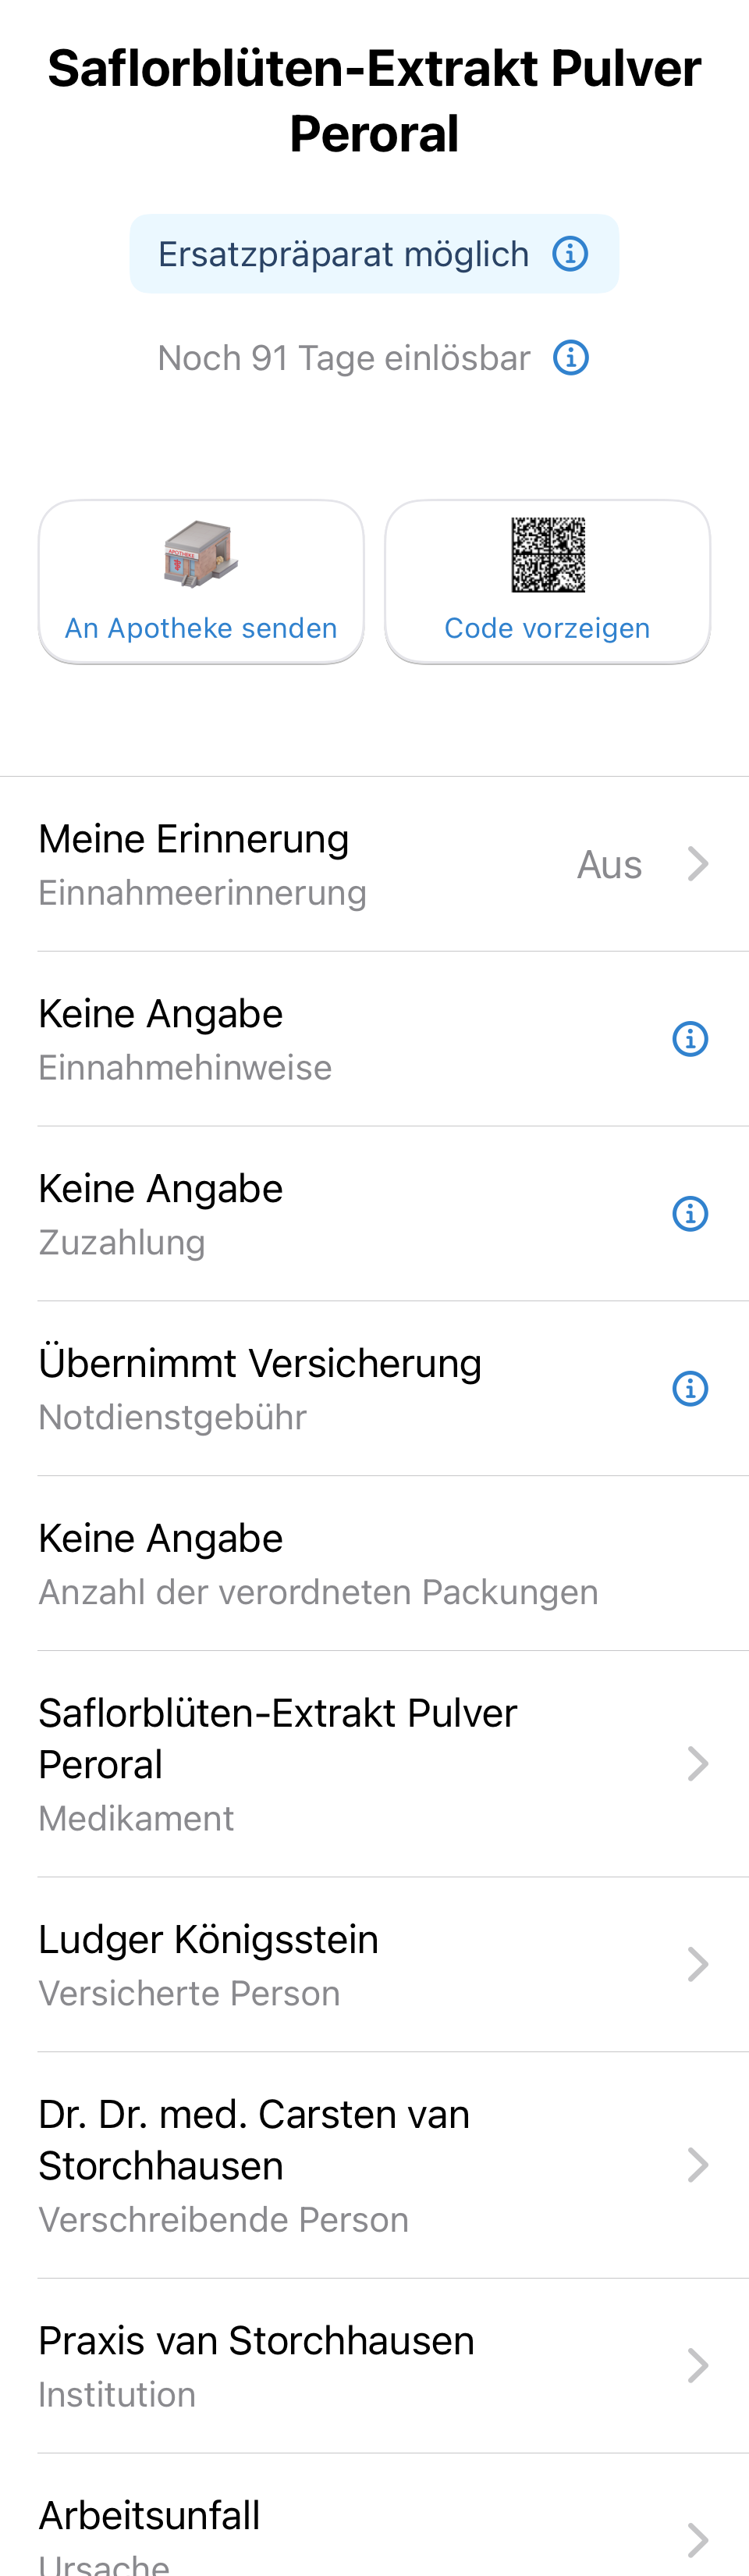 Saflorblüten-Extrakt Pulver
Peroral
Ersatzpräparat möglich
Noch 91 Tage einlösbar
APOTHEKE
An Apotheke senden
Code vorzeigen
Meine Erinnerung
Einnahmeerinnerung
Aus
Keine Angabe
Einnahmehinweise
Keine Angabe
Zuzahlung
Übernimmt Versicherung
Notdienstgebühr
Keine Angabe
Anzahl der verordneten Packungen
Saflorblüten-Extrakt Pulver
Peroral
Medikament
Ludger Königsstein
Versicherte Person
Dr. Dr. med. Carsten van
Storchhausen
Verschreibende Person
Praxis van Storchhausen
Institution
Arbeitsunfall
Ursache